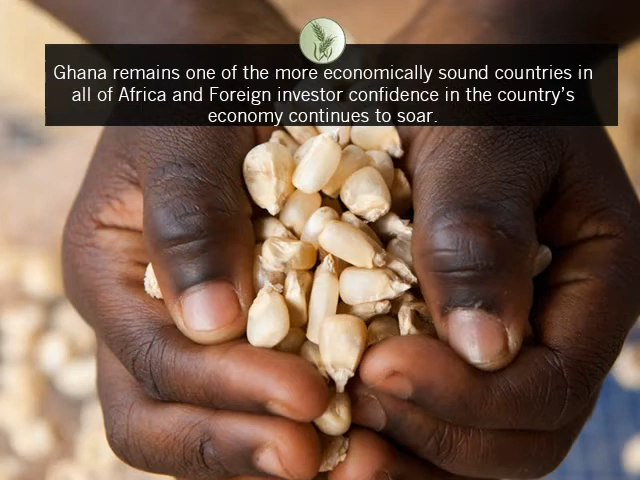 Ghana remains one of the more economically sound countries in
all of Africa and Foreign investor confidence in the country’s
economy continues to soar.